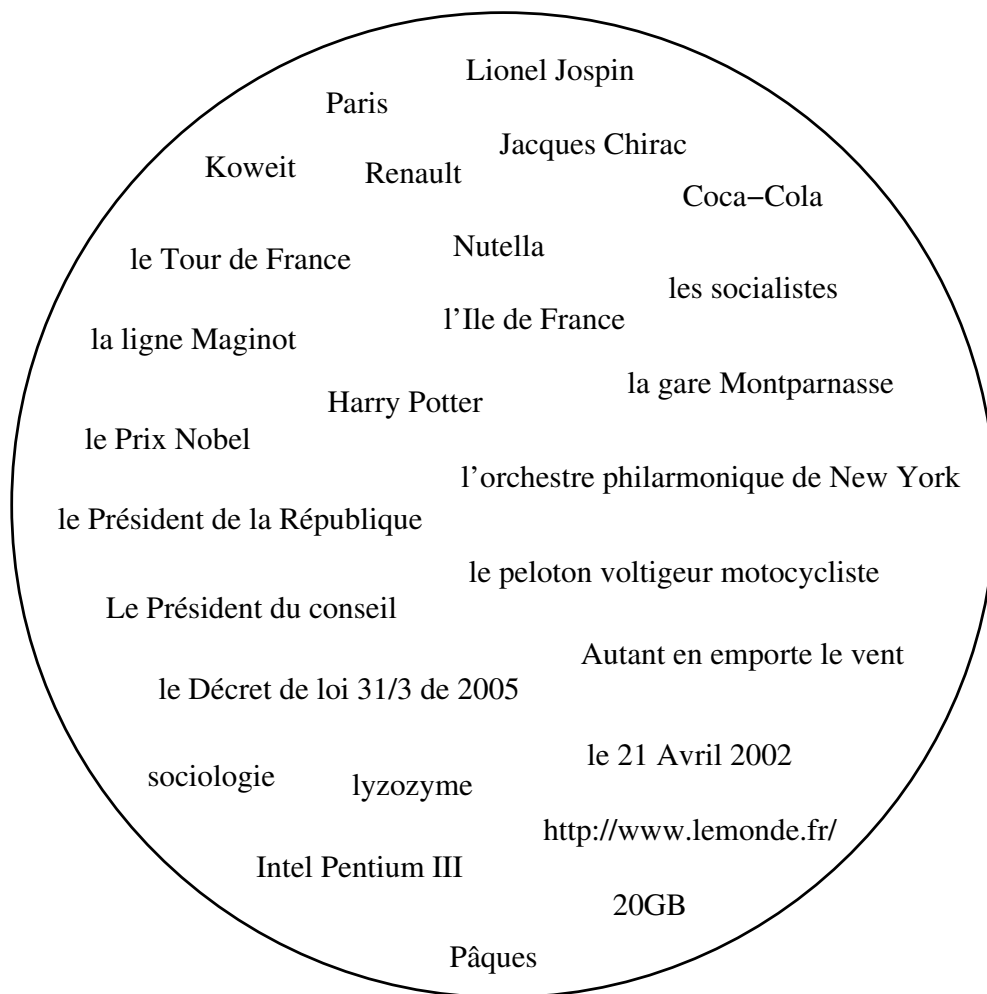 Lionel Jospin
Paris
Jacques Chirac
Koweit
Renault
Coca−Cola
Nutella
le Tour de France
les socialistes
l'Ile de France
la ligne Maginot
la gare Montparnasse
Harry Potter
le Prix Nobel
l'orchestre philarmonique de New York
le Président de la République
le peloton voltigeur motocycliste
Le Président du conseil
Autant en emporte le vent
le Décret de loi 31/3 de 2005
le 21 Avril 2002
sociologie
lyzozyme
http://www.lemonde.fr/
Intel Pentium III
20GB
Pâques